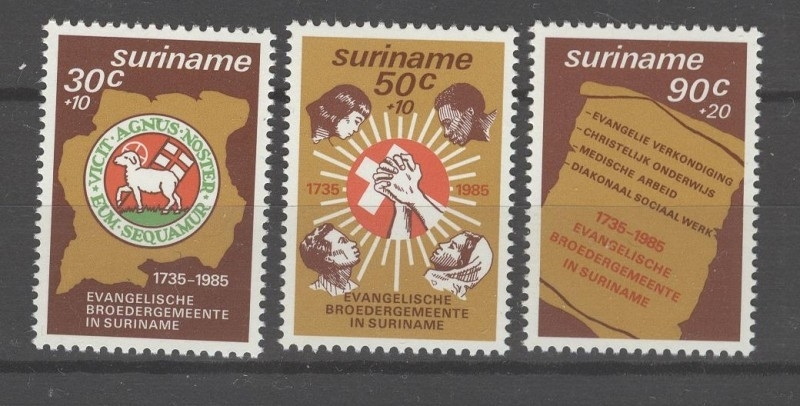 suriname
30c
+10
VICIT · AGNUS · NOSTER
· EUM · SEQUAMUR ·
1735-1985
EVANGELISCHE
BROEDERGEMEENTE
IN SURINAME
suriname
50c
+10
1735 1985
EVANGELISCHE
BROEDERGEMEENTE
IN SURINAME
suriname
90c
+20
- EVANGELIE VERKONDIGING
- CHRISTELIJK ONDERWIJS
- MEDISCHE ARBEID
- DIAKONAAL SOCIAAL WERK
1735-1985
EVANGELISCHE
BROEDERGEMEENTE
IN SURINAME